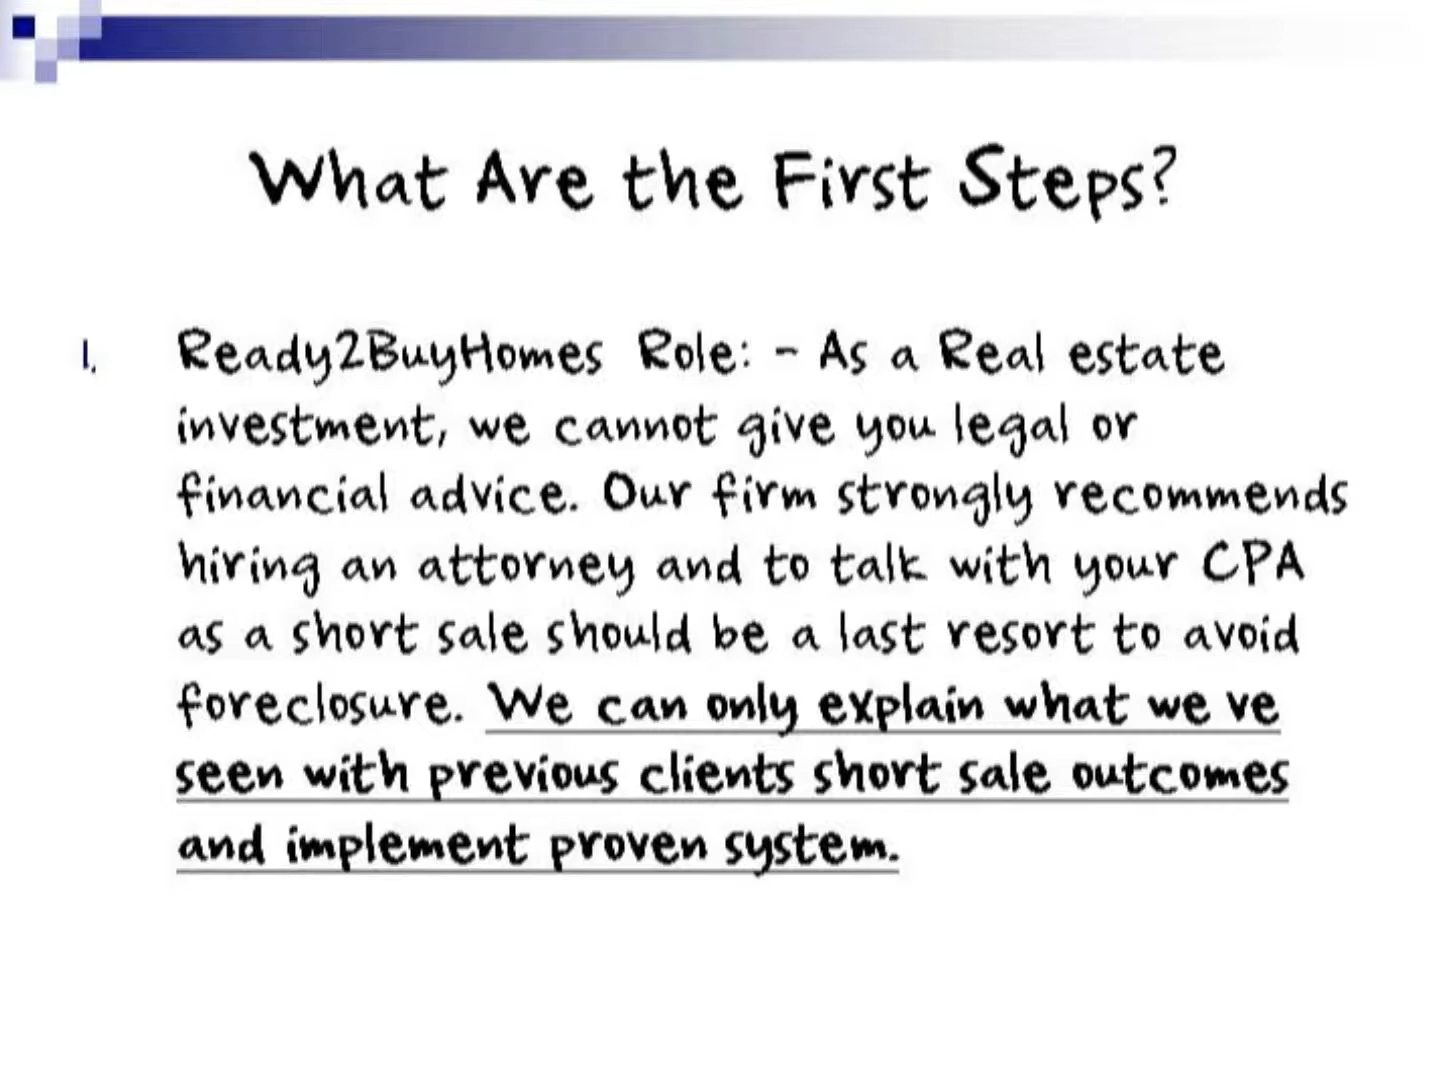 What Are the First Steps?
1. Ready2BuyHomes Role: - As a Real estate
investment, we cannot give you legal or
financial advice. Our firm strongly recommends
hiring an attorney and to talk with your CPA
as a short sale should be a last resort to avoid
foreclosure. We can only explain what we ve
seen with previous clients short sale outcomes
and implement proven system.